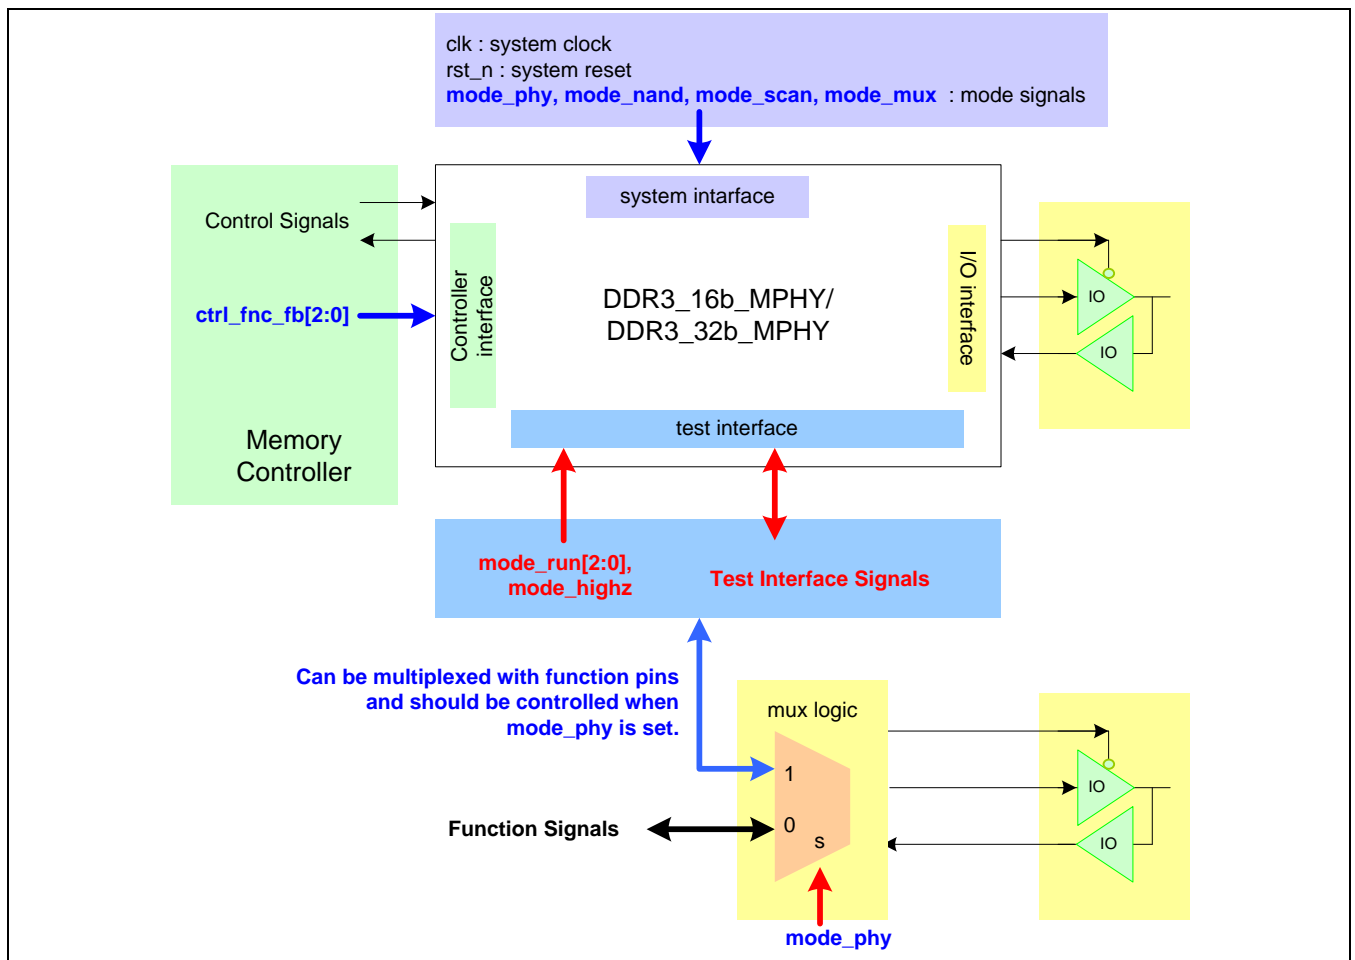 clk : system clock
rst_n : system reset
mode_phy, mode_nand, mode_scan, mode_mux : mode signals
system intarface
Control Signals
ctrl_fnc_fb[2:0]
Memory
Controller
Controller
interface
DDR3_16b_MPHY/
DDR3_32b_MPHY
I/O interface
IO
IO
test interface
mode_run[2:0],
mode_highz
Test Interface Signals
Can be multiplexed with function pins
and should be controlled when
mode_phy is set.
mux logic
1
0
s
Function Signals
mode_phy
IO
IO